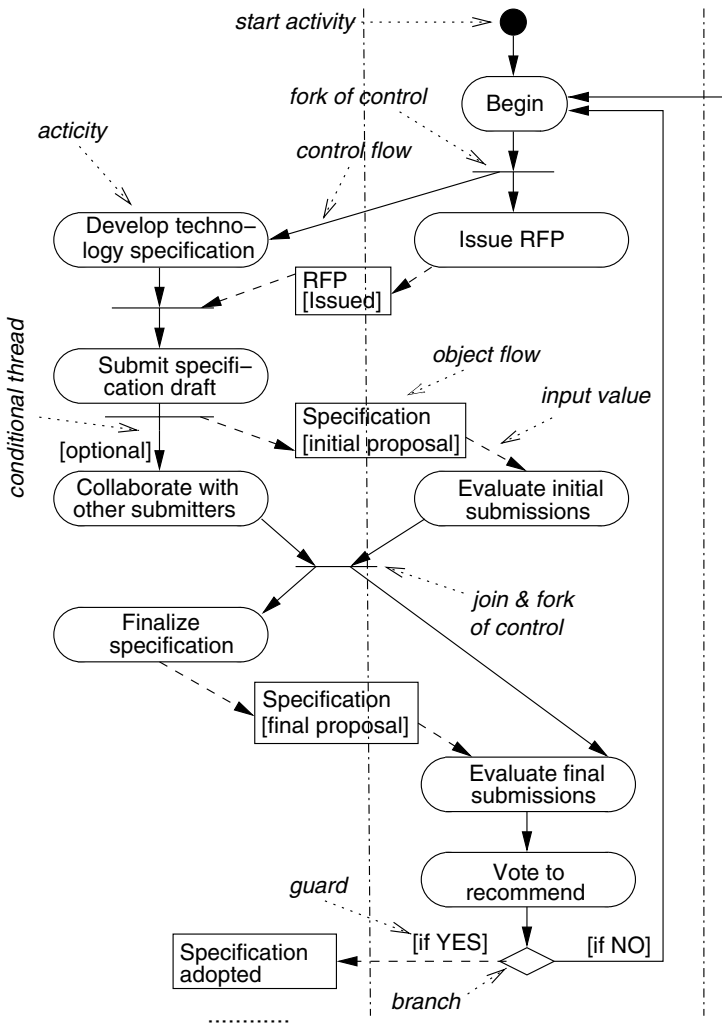 start activity
fork of control
Begin
acticity
control flow
Develop techno–
logy specification
Issue RFP
RFP
[Issued]
conditional thread
Submit specifi–
cation draft
object flow
input value
Specification
[initial proposal]
[optional]
Collaborate with
other submitters
Evaluate initial
submissions
join & fork
of control
Finalize
specification
Specification
[final proposal]
Evaluate final
submissions
Vote to
recommend
guard
[if YES]
[if NO]
Specification
adopted
branch
............